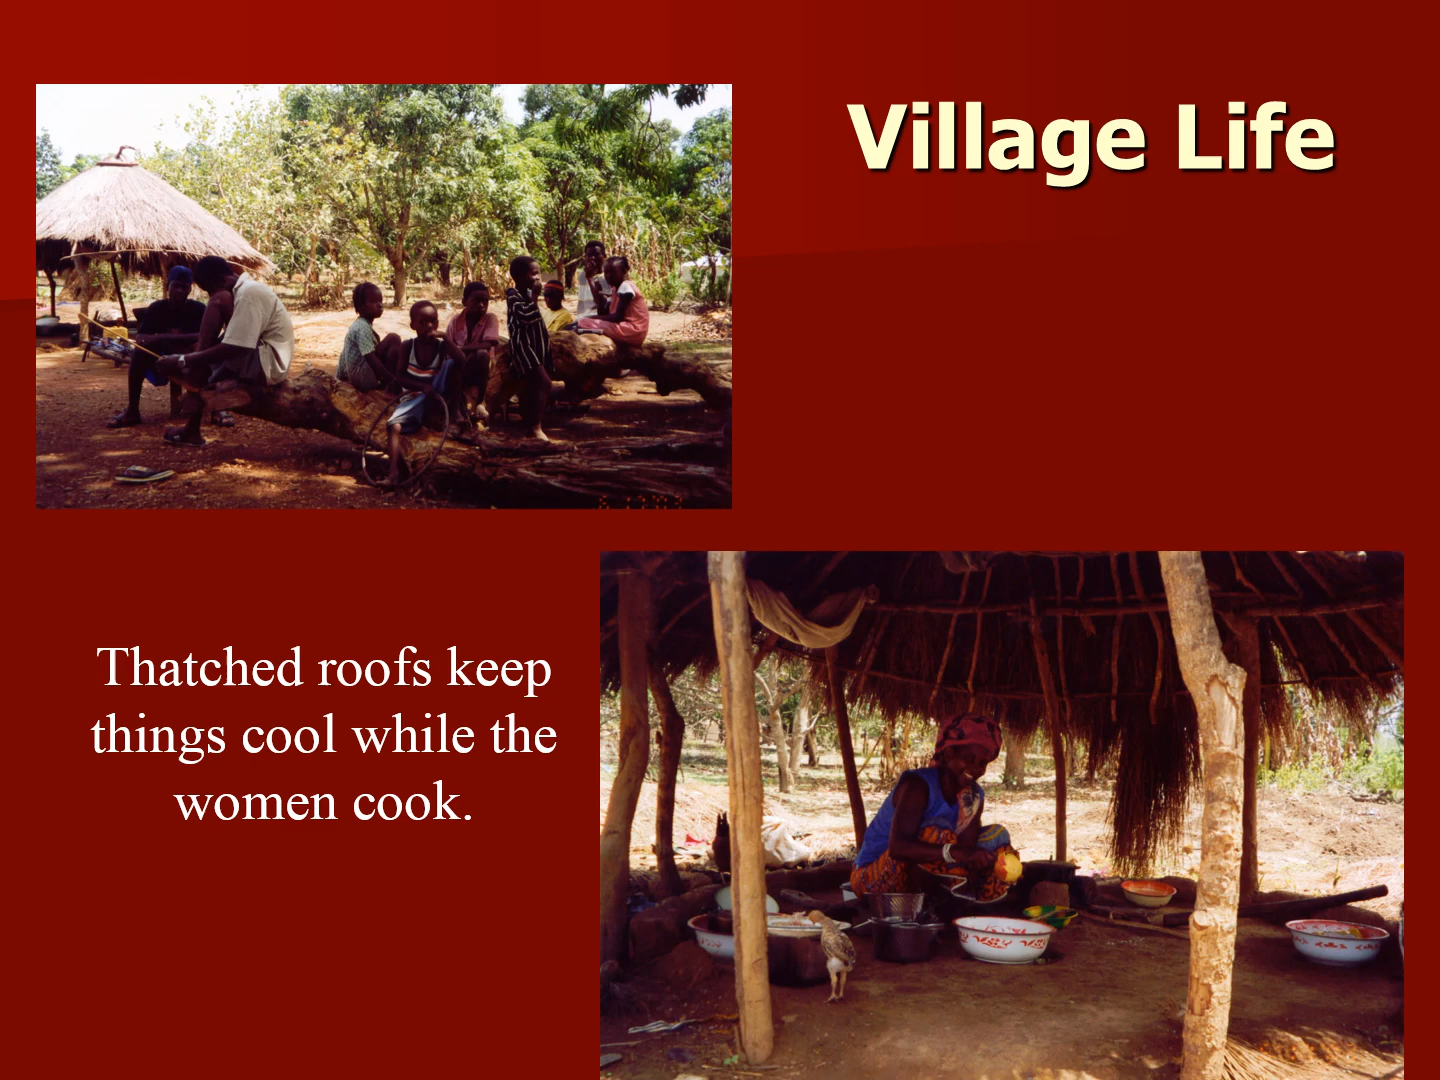 Village Life
Thatched roofs keep
things cool while the
women cook.